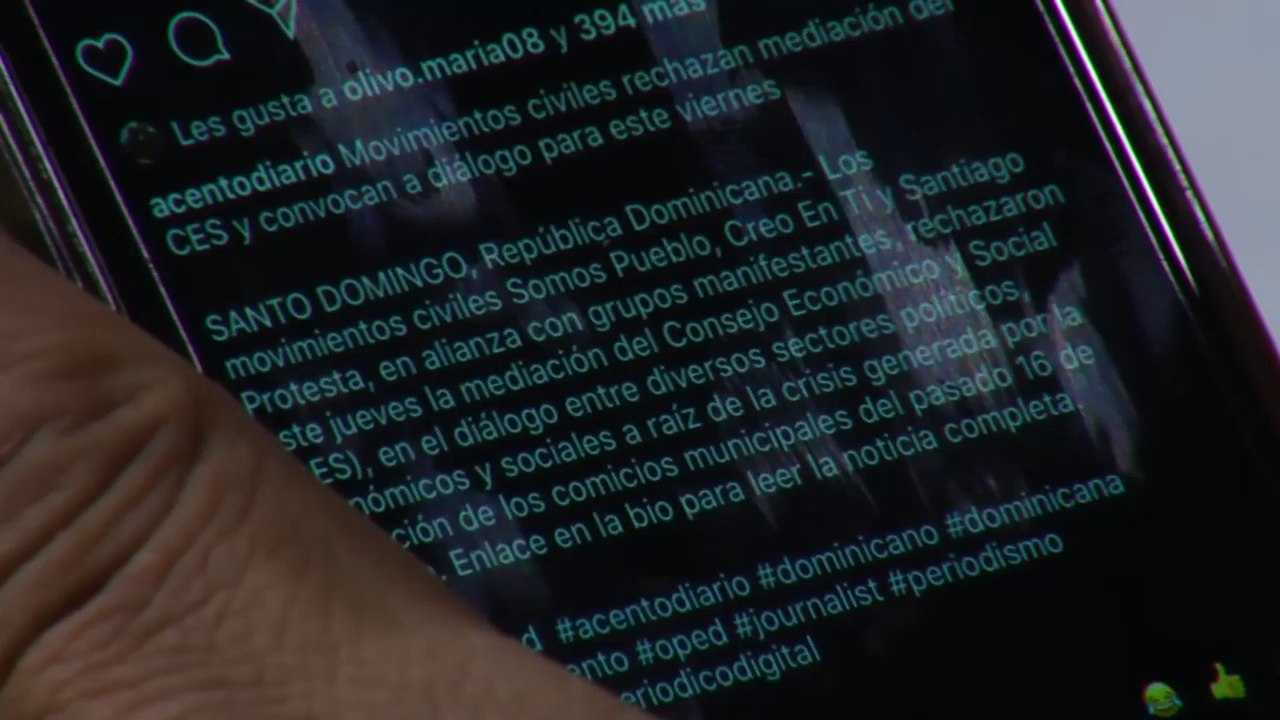 Les gusta a olivo.maria08 y 394 más
acentodiario Movimientos civiles rechazan mediación del
CES y convocan a diálogo para este viernes
SANTO DOMINGO, República Dominicana.- Los
movimientos civiles Somos Pueblo, Creo En Ti y Santiago
Protesta, en alianza con grupos manifestantes, rechazaron
ste jueves la mediación del Consejo Económico y Social
ES), en el diálogo entre diversos sectores políticos,
nómicos y sociales a raíz de la crisis generada por la
ción de los comicios municipales del pasado 16 de
. Enlace en la bio para leer la noticia completa.
d #acentodiario #dominicano #dominicana
ento #oped #journalist #periodismo
eriodicodigital